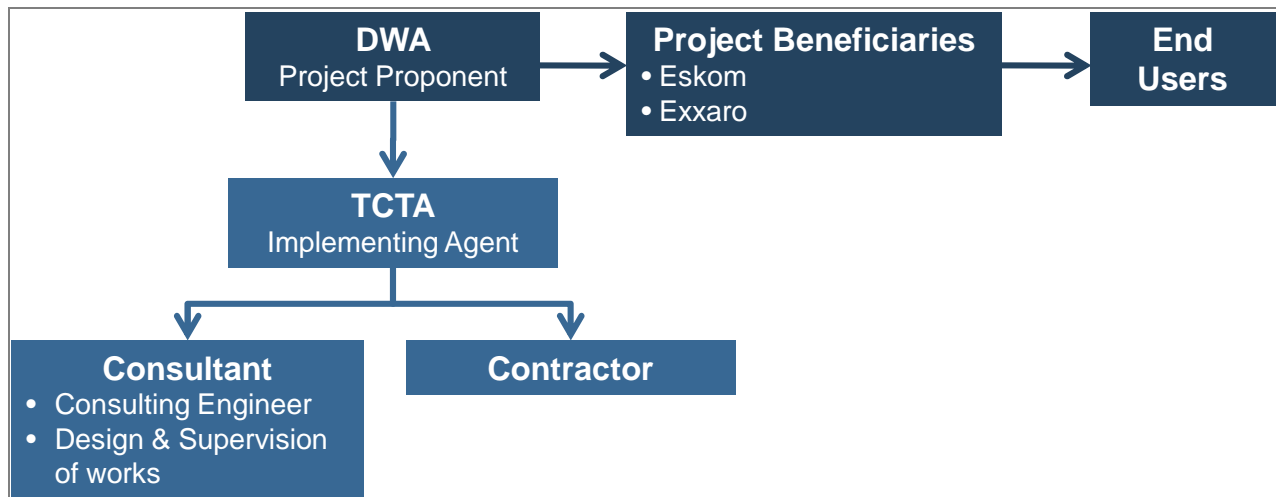 DWA
Project Proponent
Project Beneficiaries
• Eskom
• Exxaro
End
Users
TCTA
Implementing Agent
Consultant
• Consulting Engineer
• Design & Supervision
of works
Contractor